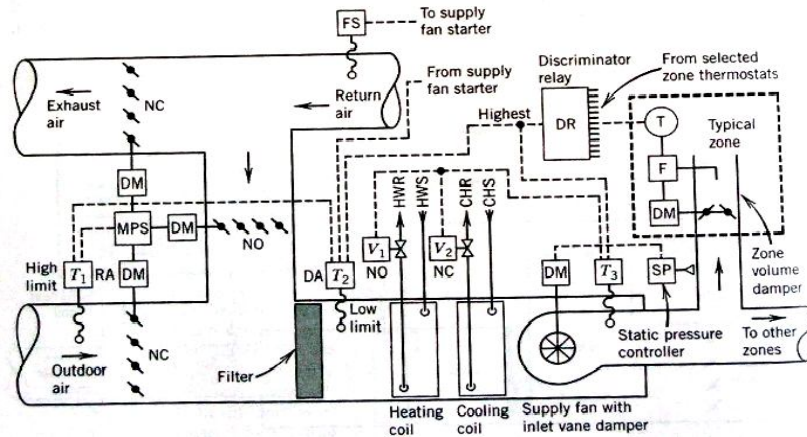 FS
To supply
fan starter
From supply
fan starter
Discriminator
relay
From selected
zone thermostats
Exhaust
air
NC
Return
air
Highest
DR
T
Typical
zone
F
DM
DM
MPS
DM
NO
HWR
HWS
CHR
CHS
High
limit
T1
RA
DM
DA
T2
V1
NO
V2
NC
DM
T3
SP
Zone
volume
damper
NC
Low
limit
Static pressure
controller
To other
zones
Outdoor
air
Filter
Heating
coil
Cooling
coil
Supply fan with
inlet vane damper